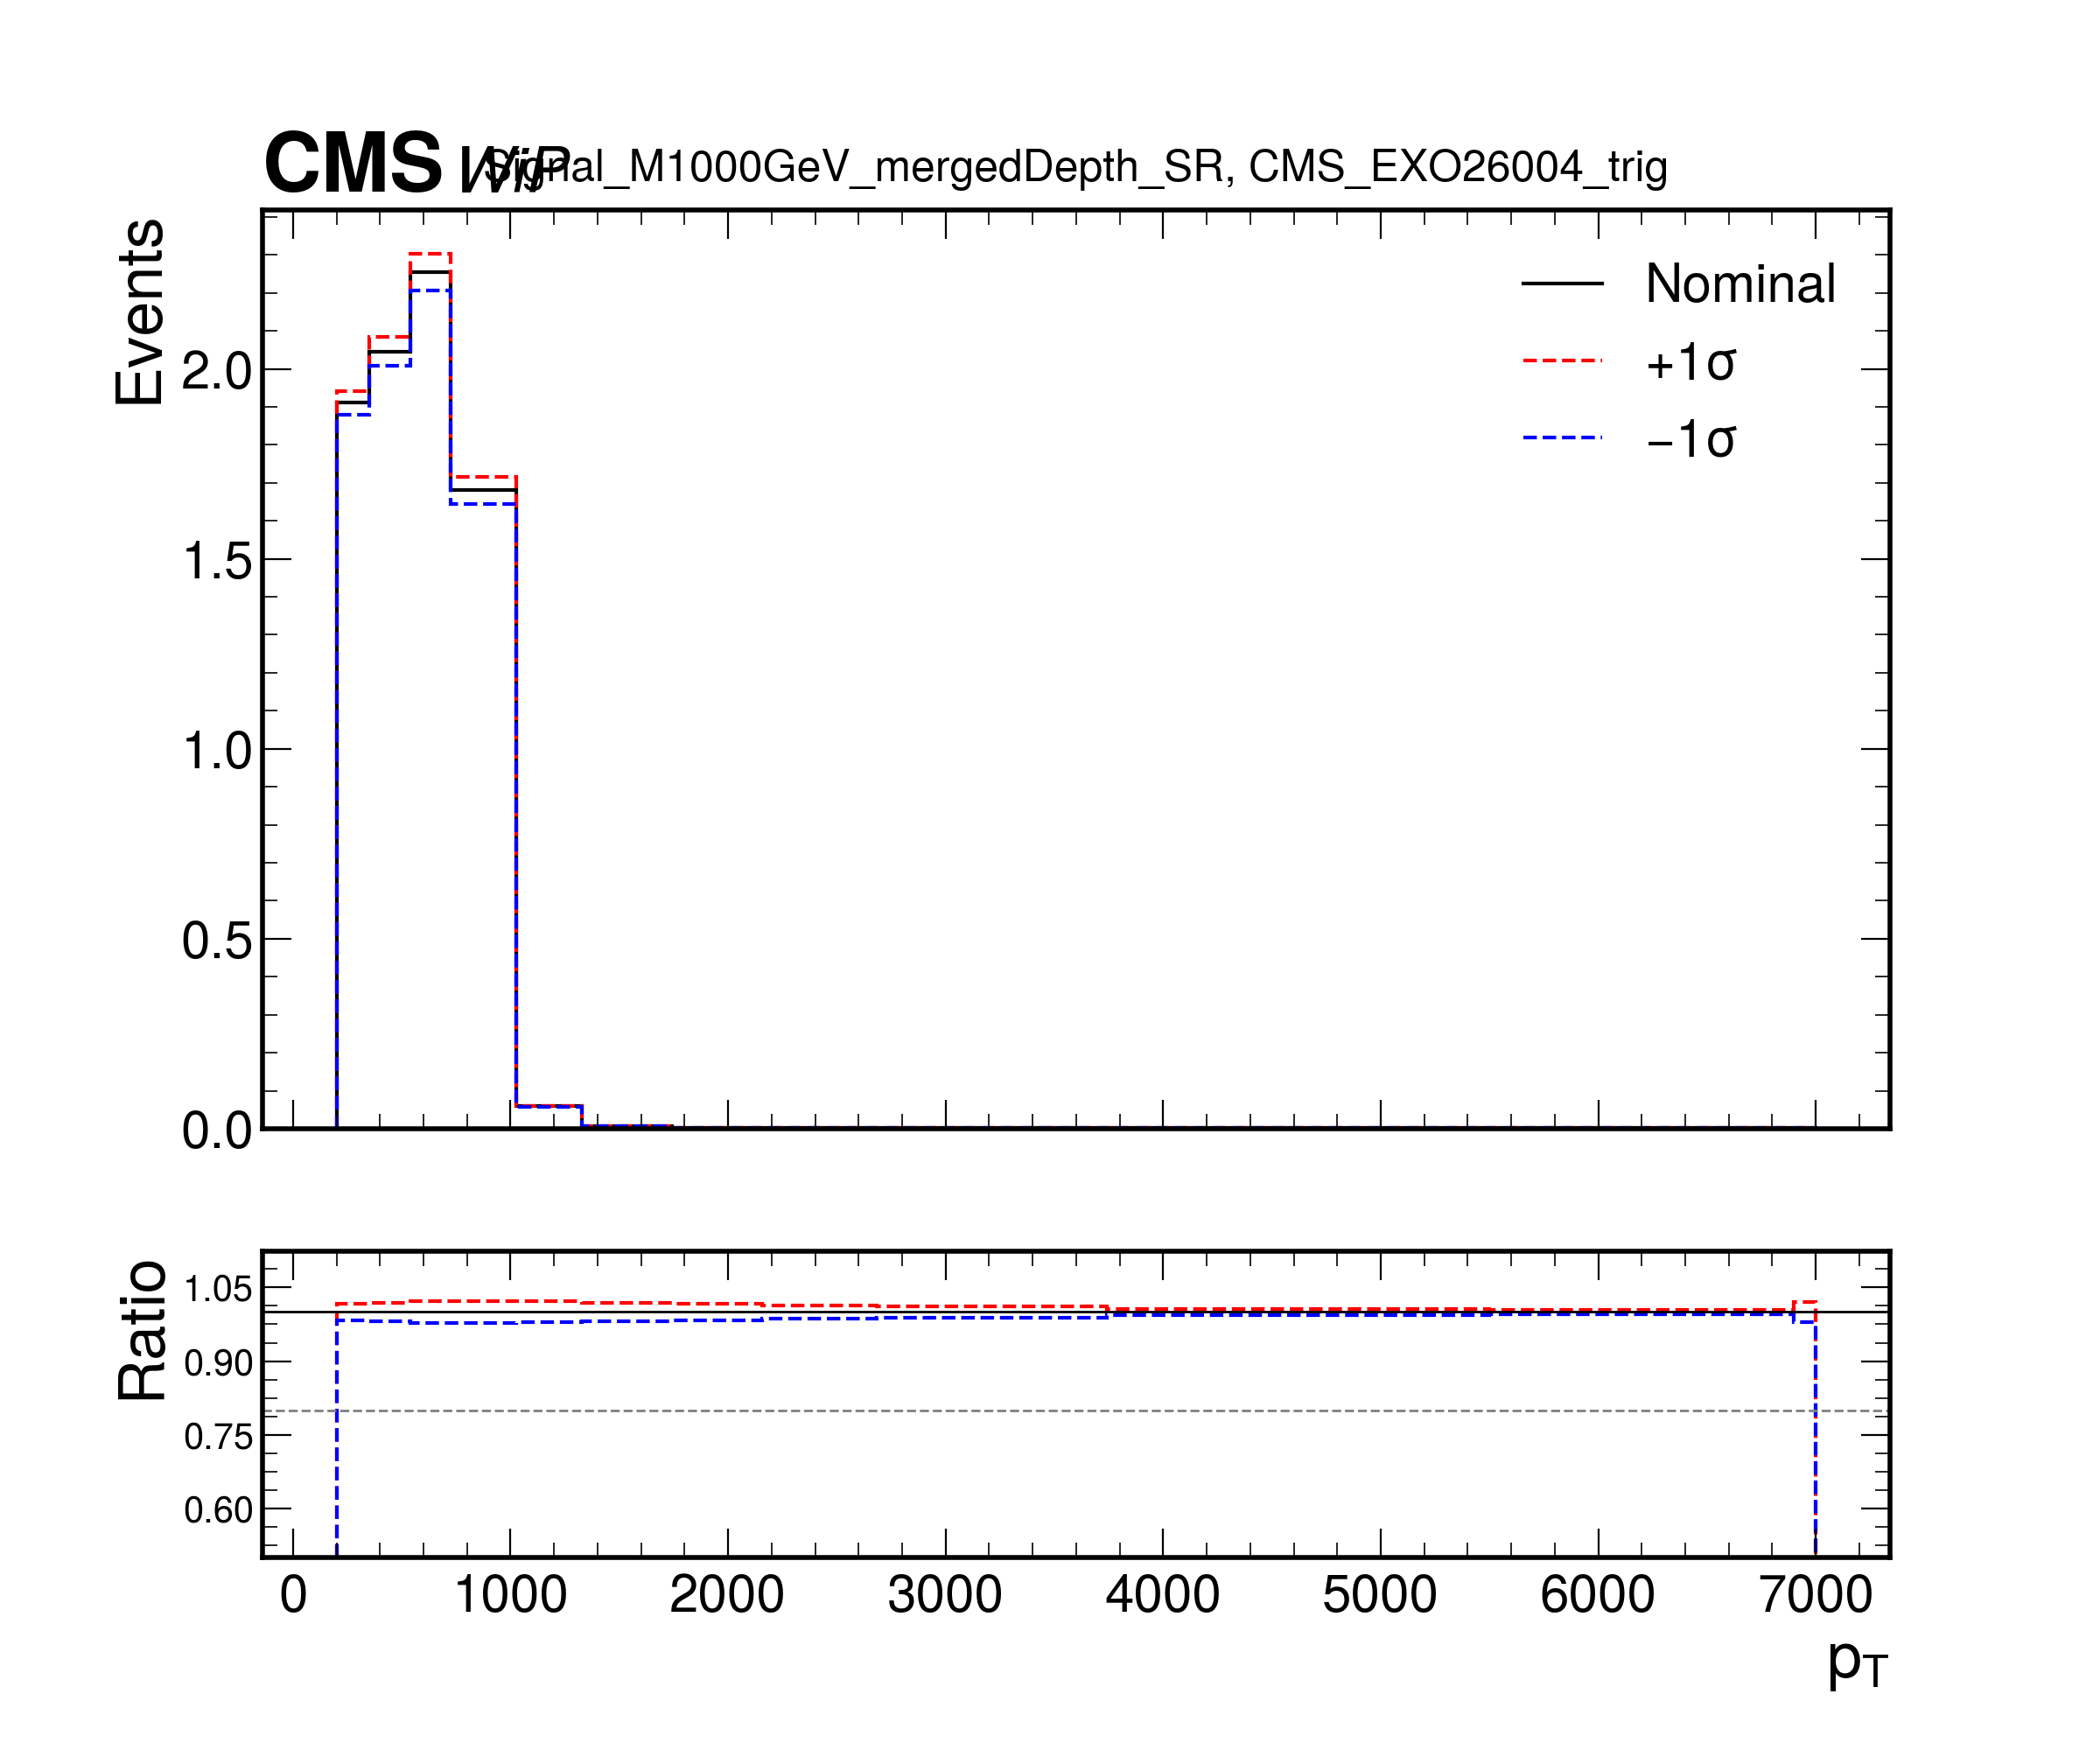 CMS WiP Signal_M1000GeV_mergedDepth_SR, CMS_EXO26004_trig
Events
2.0
1.5
1.0
0.5
0.0
Nominal
+1σ
−1σ
Ratio
1.05
0.90
0.75
0.60
0 1000 2000 3000 4000 5000 6000 7000
pT